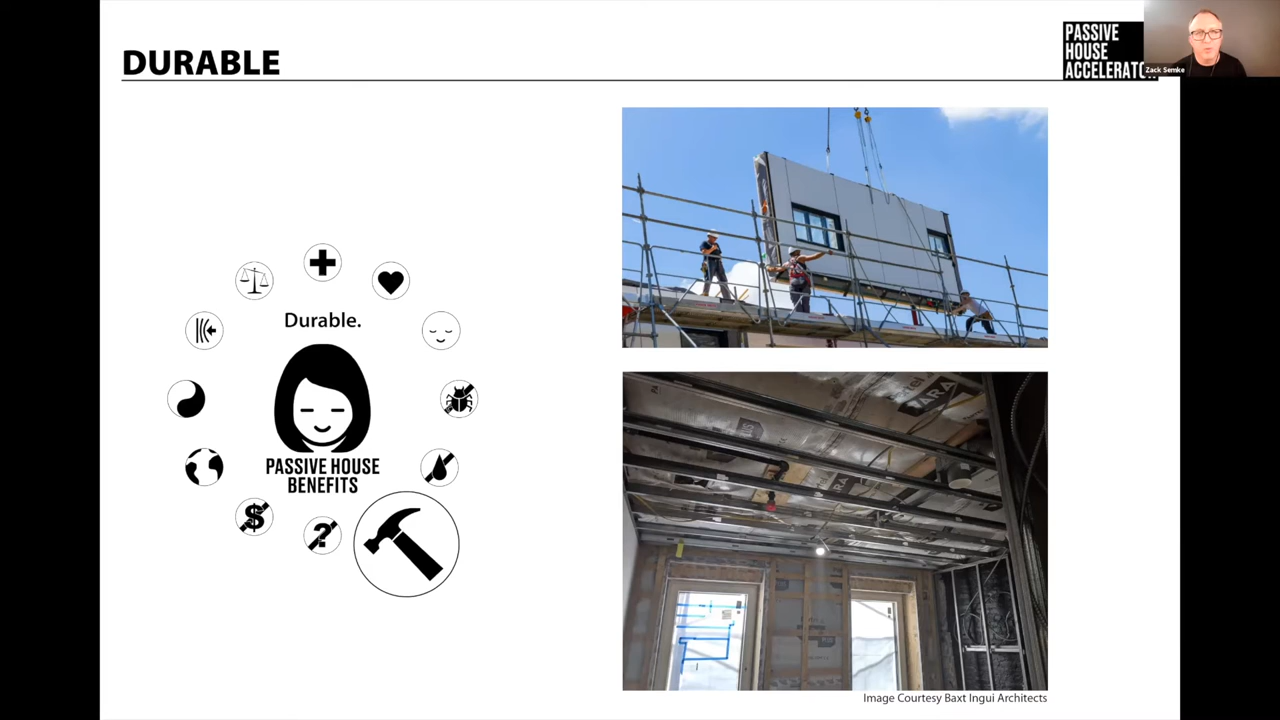 DURABLE
PASSIVE
HOUSE
ACCELERATO
Zack Semke
Durable.
PASSIVE HOUSE
BENEFITS
Image Courtesy Baxt Ingui Architects